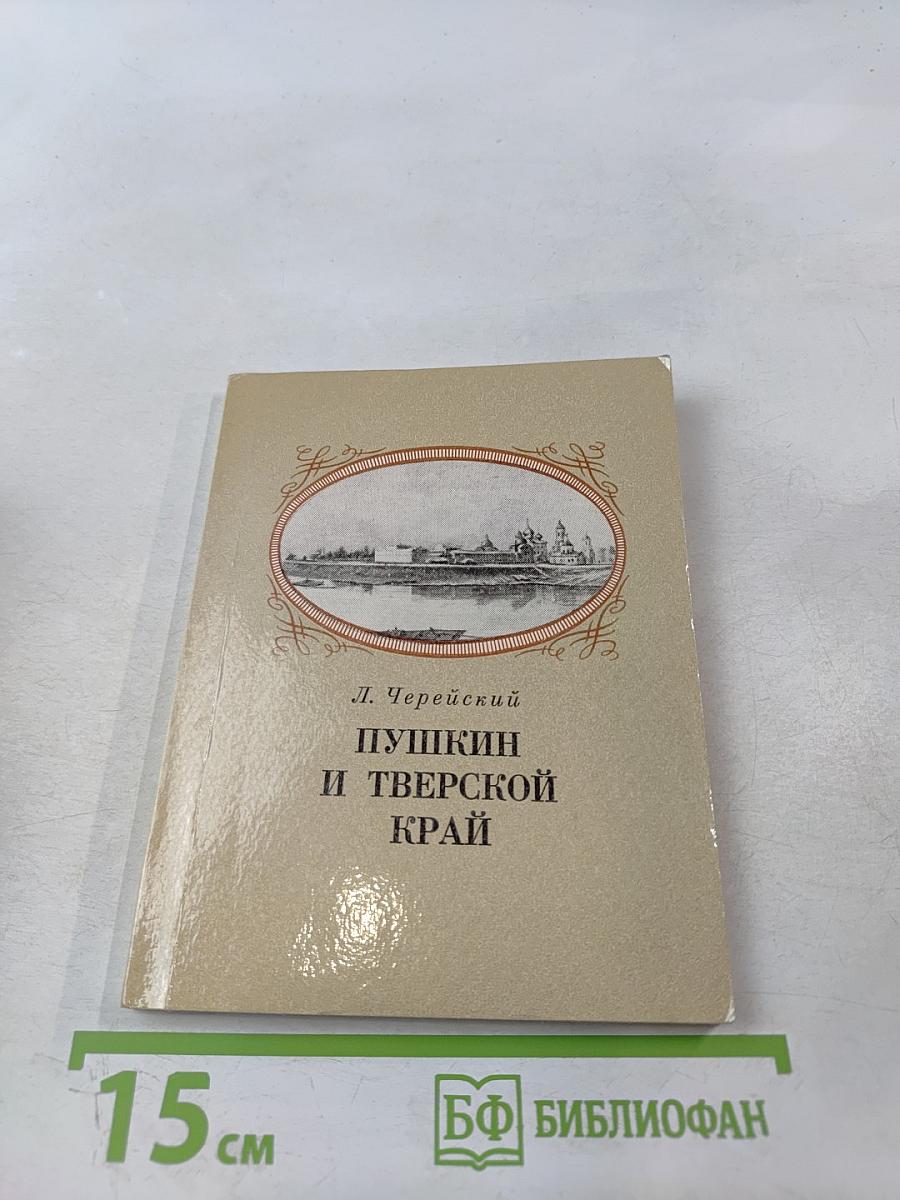 Л. Черейский
ПУШКИН
И ТВЕРСКОЙ
КРАЙ
15 см
БФ БИБЛИОФАН